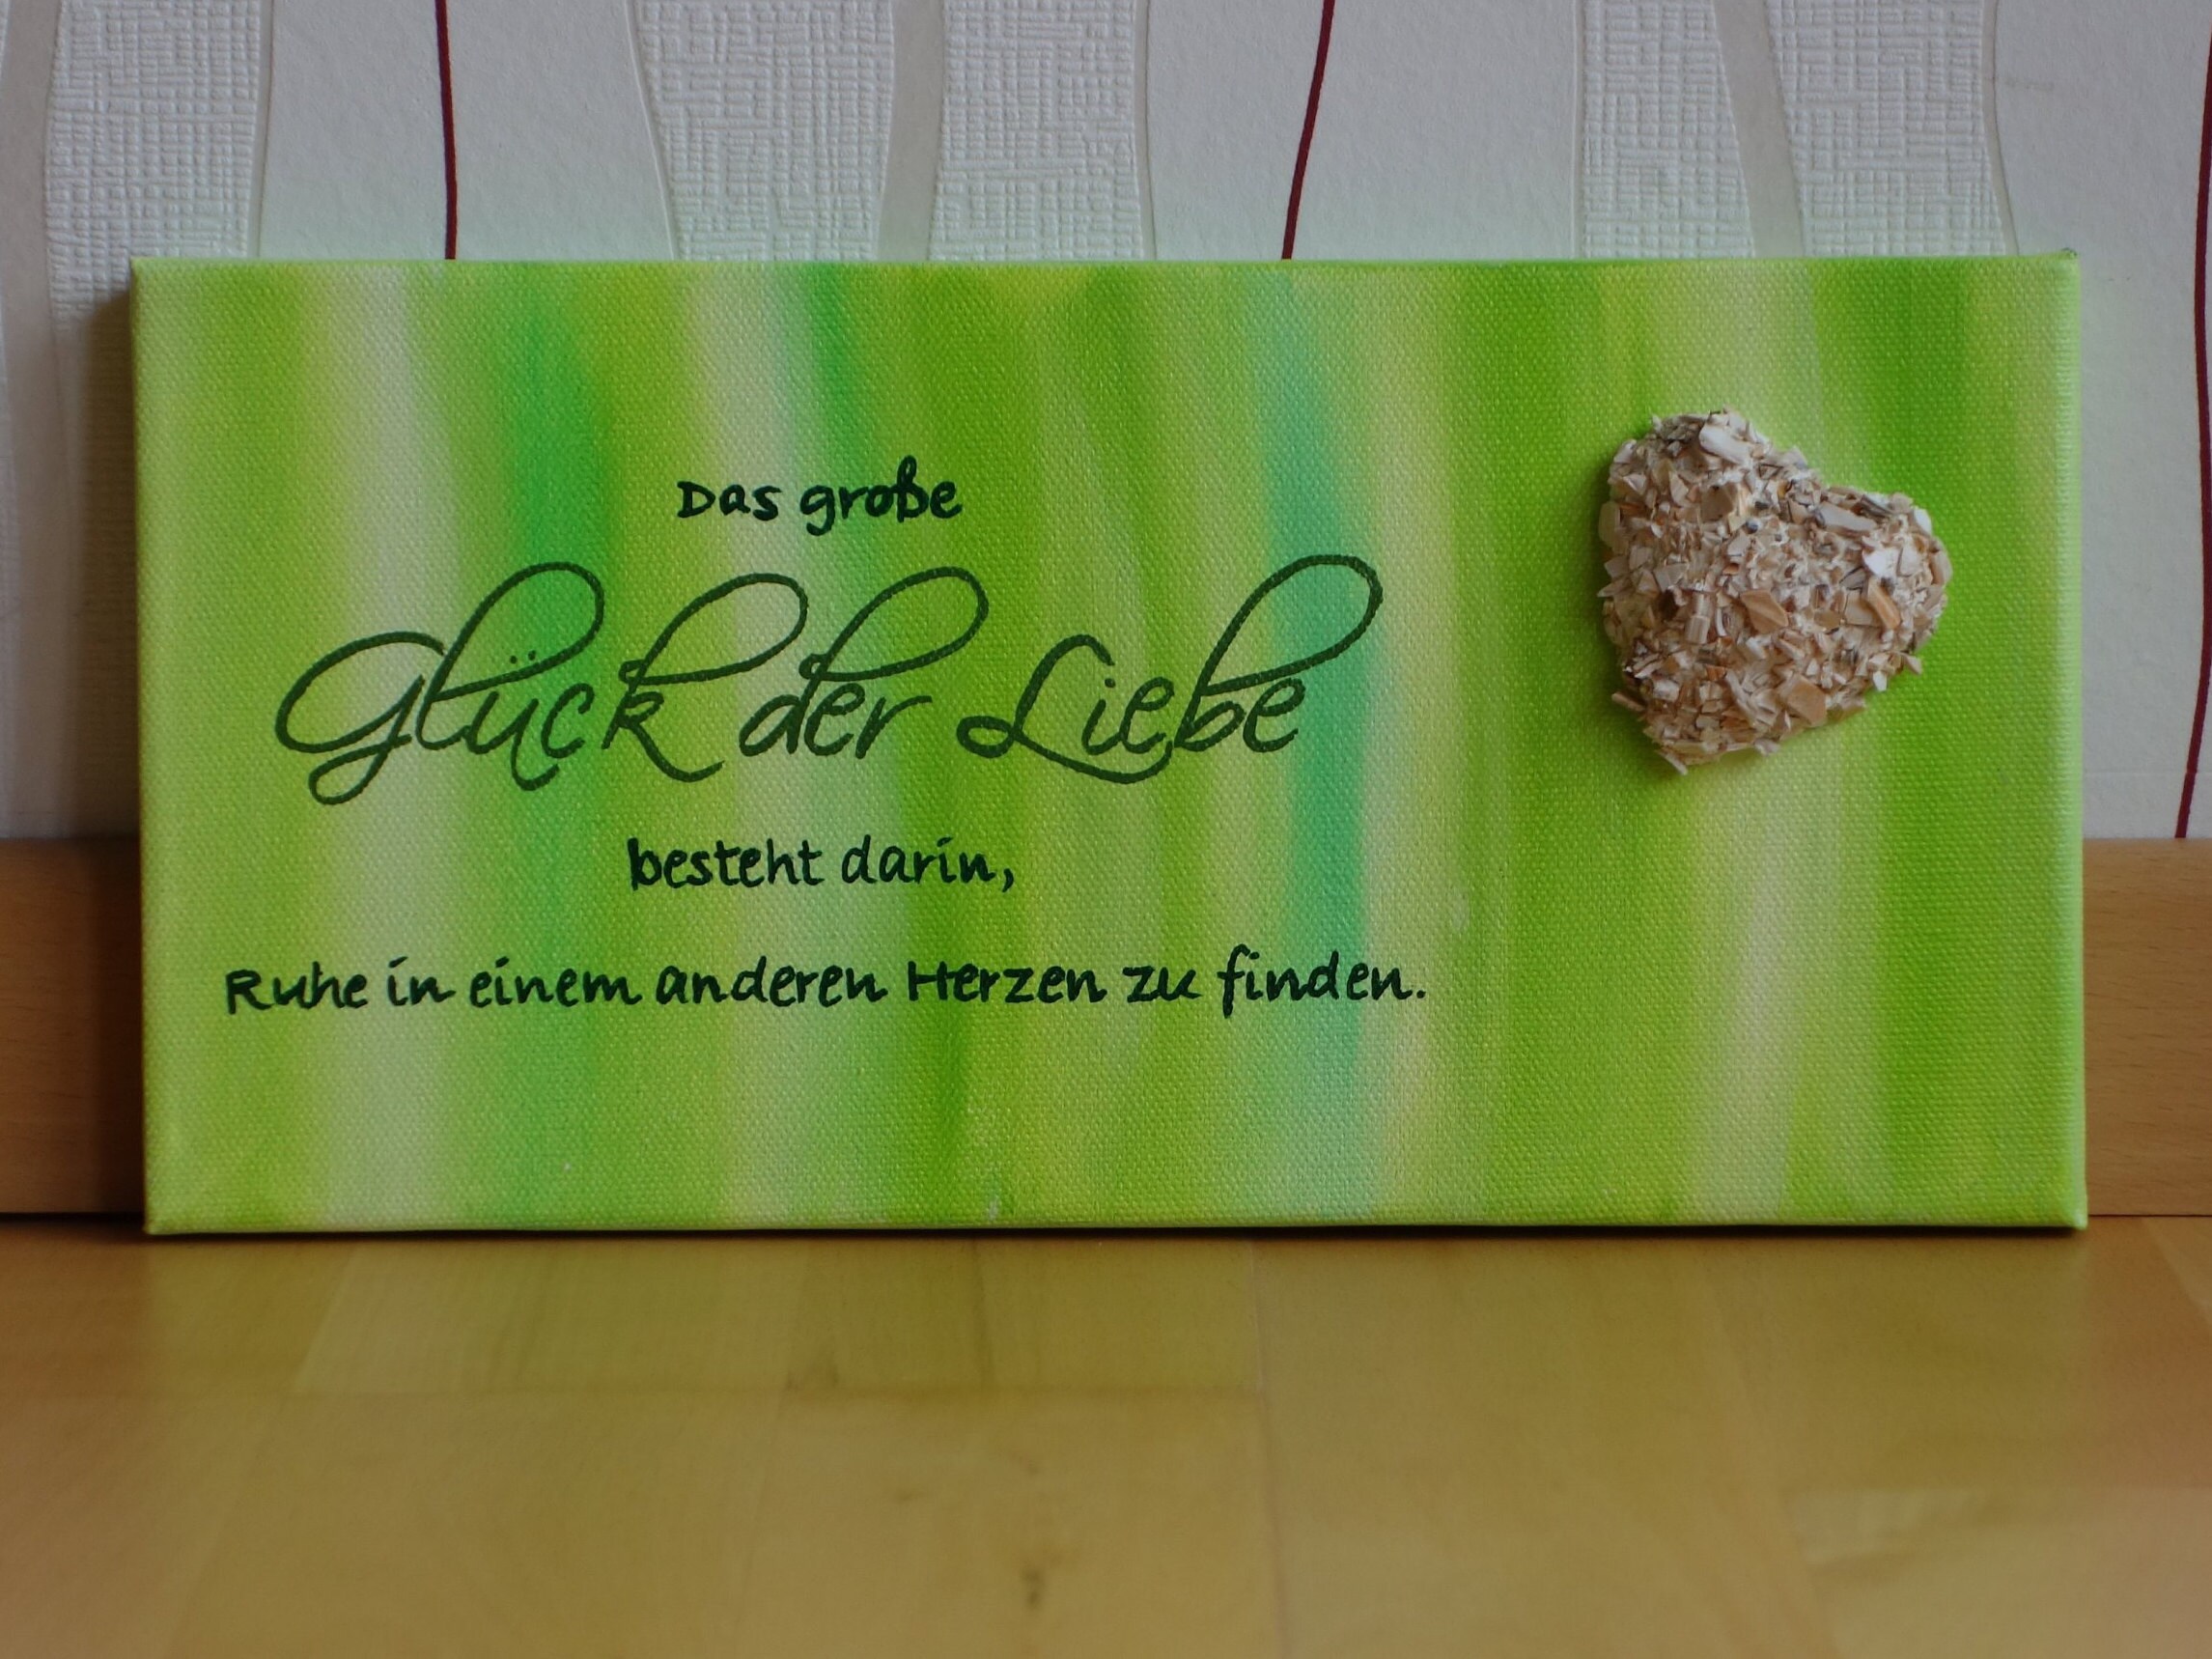 Das große
Glück der Liebe
besteht darin,
Ruhe in einem anderen Herzen zu finden.